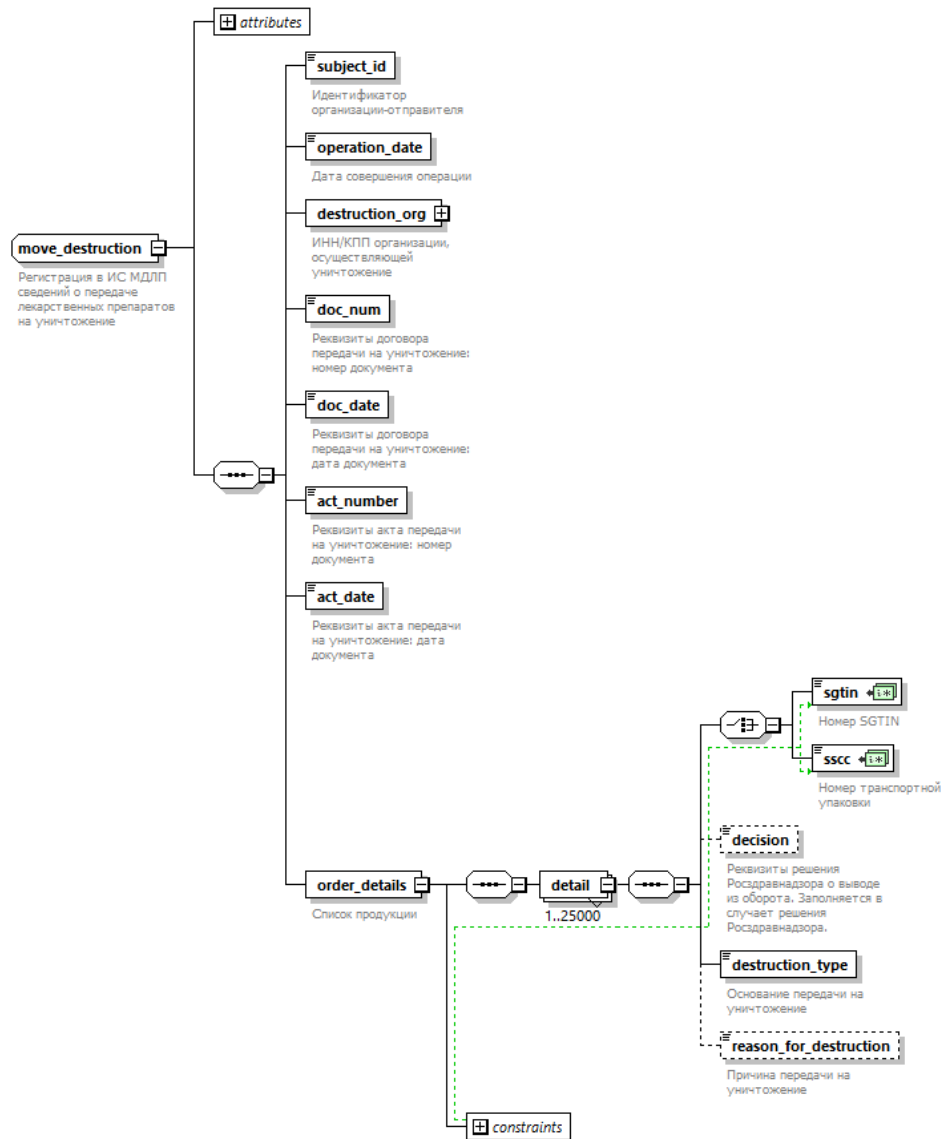 attributes
subject_id
Идентификатор
организации-отправителя
operation_date
Дата совершения операции
destruction_org
ИНН/КПП организации,
осуществляющей
уничтожение
move_destruction
Регистрация в ИС МДЛП
сведений о передаче
лекарственных препаратов
на уничтожение
doc_num
Реквизиты договора
передачи на уничтожение:
номер документа
doc_date
Реквизиты договора
передачи на уничтожение:
дата документа
act_number
Реквизиты акта передачи
на уничтожение: номер
документа
act_date
Реквизиты акта передачи
на уничтожение: дата
документа
order_details
Список продукции
detail
1..25000
sgtin
Номер SGTIN
sscc
Номер транспортной
упаковки
decision
Реквизиты решения
Росздравнадзора о выводе
из оборота. Заполняется в
случает решения
Росздравнадзора.
destruction_type
Основание передачи на
уничтожение
reason_for_destruction
Причина передачи на
уничтожение
constraints